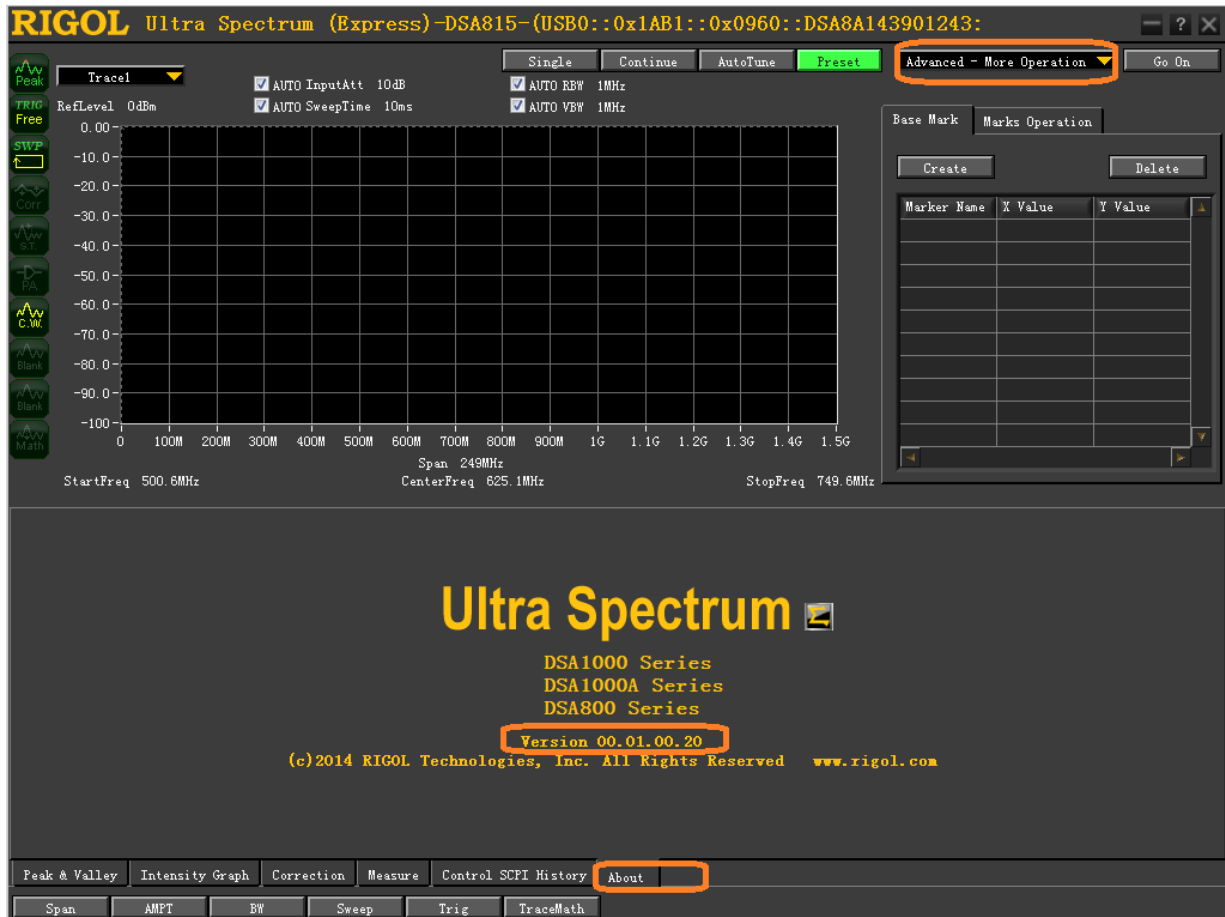 RIGOL Ultra Spectrum (Express)-DSA815-(USB0::0x1AB1::0x0960::DSA8A143901243:
Single Continue AutoTune Preset Advanced - More Operation Go On
Peak
Trace1
AUTO InputAtt 10dB AUTO RBW 1MHz
TRIG
Free
RefLevel 0dBm AUTO SweepTime 10ms AUTO VBW 1MHz
SWP
Corr
S.T.
PA
C.W.
Blank
Blank
Math
0.00
-10.0
-20.0
-30.0
-40.0
-50.0
-60.0
-70.0
-80.0
-90.0
-100
0 100M 200M 300M 400M 500M 600M 700M 800M 900M 1G 1.1G 1.2G 1.3G 1.4G 1.5G
Span 249MHz
StartFreq 500.6MHz CenterFreq 625.1MHz StopFreq 749.6MHz
Base Mark Marks Operation
Create Delete
Marker Name X Value Y Value
Ultra Spectrum
DSA1000 Series
DSA1000A Series
DSA800 Series
Version 00.01.00.20
(c)2014 RIGOL Technologies, Inc. All Rights Reserved www.rigol.com
Peak & Valley Intensity Graph Correction Measure Control SCPI History About
Span AMPT BW Sweep Trig TraceMath